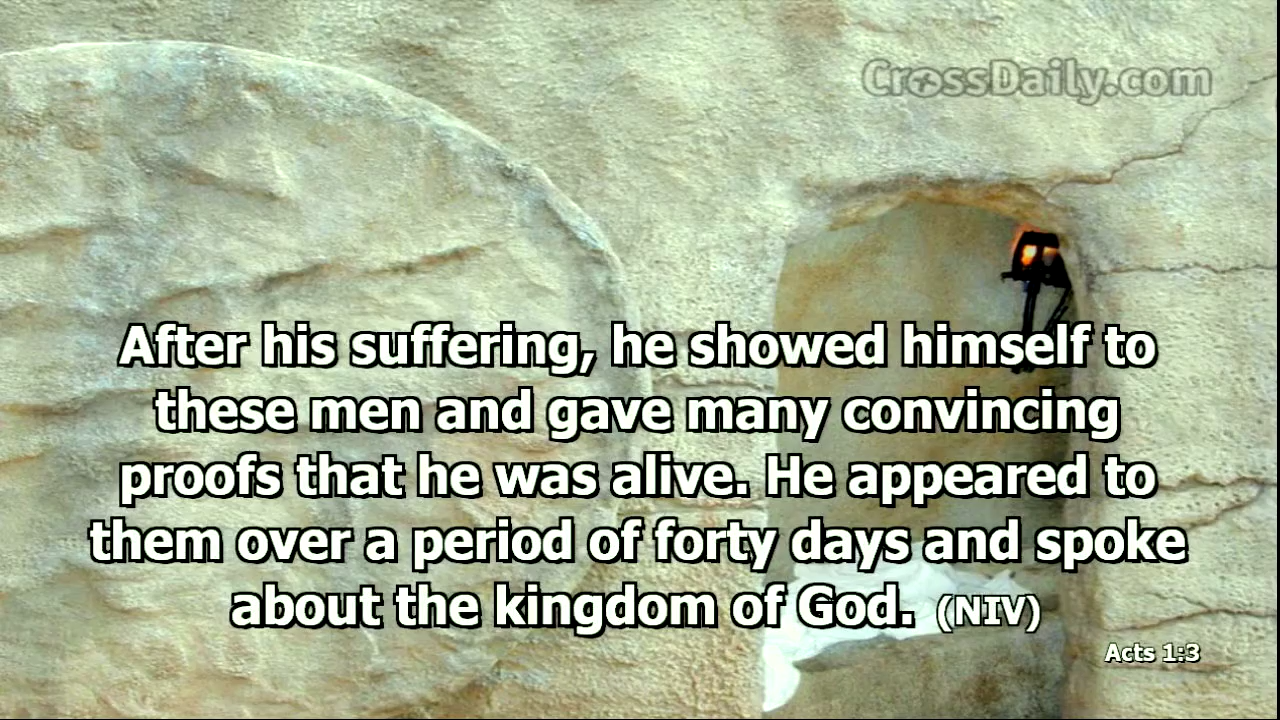 CrossDaily.com
After his suffering, he showed himself to
these men and gave many convincing
proofs that he was alive. He appeared to
them over a period of forty days and spoke
about the kingdom of God. (NIV)
Acts 1:3